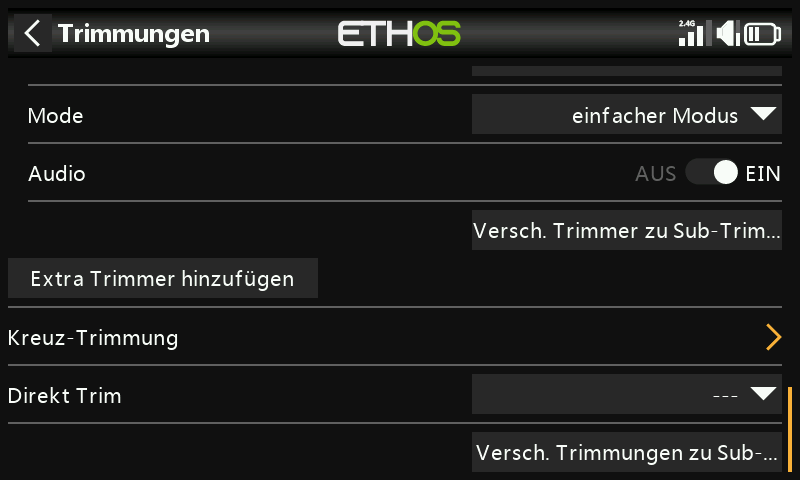 Trimmungen
ETHOS
2.4G
Mode
einfacher Modus
Audio
AUS
EIN
Versch. Trimmer zu Sub-Trim...
Extra Trimmer hinzufügen
Kreuz-Trimmung
Direkt Trim
---
Versch. Trimmungen zu Sub-...